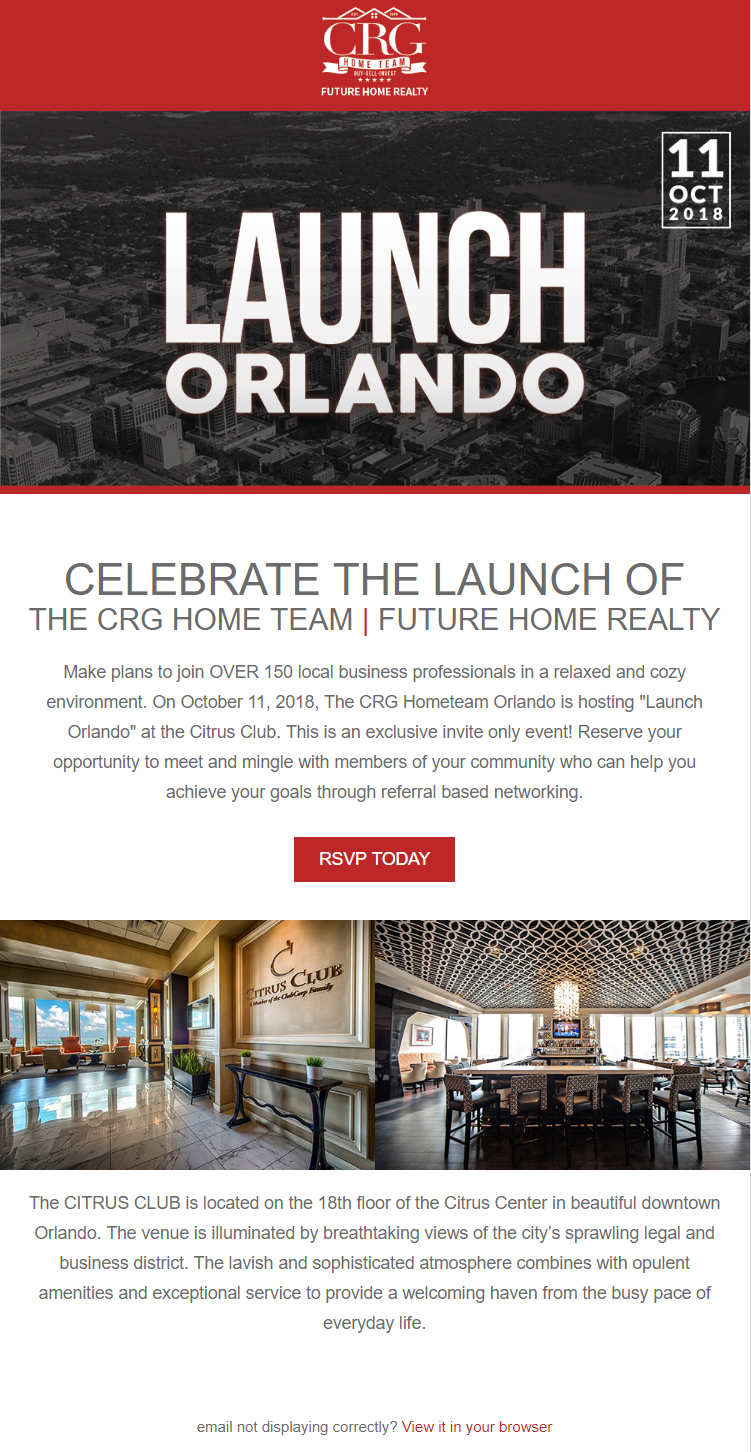 CRG
HOME TEAM
BUY-SELL-INVEST
FUTURE HOME REALTY
11
OCT
2018
LAUNCH
ORLANDO
CELEBRATE THE LAUNCH OF
THE CRG HOME TEAM | FUTURE HOME REALTY
Make plans to join OVER 150 local business professionals in a relaxed and cozy
environment. On October 11, 2018, The CRG Hometeam Orlando is hosting "Launch
Orlando" at the Citrus Club. This is an exclusive invite only event! Reserve your
opportunity to meet and mingle with members of your community who can help you
achieve your goals through referral based networking.
RSVP TODAY
C
CITRUS CLUB
A Member of the ClubCorp Family
The CITRUS CLUB is located on the 18th floor of the Citrus Center in beautiful downtown
Orlando. The venue is illuminated by breathtaking views of the city’s sprawling legal and
business district. The lavish and sophisticated atmosphere combines with opulent
amenities and exceptional service to provide a welcoming haven from the busy pace of
everyday life.
email not displaying correctly? View it in your browser